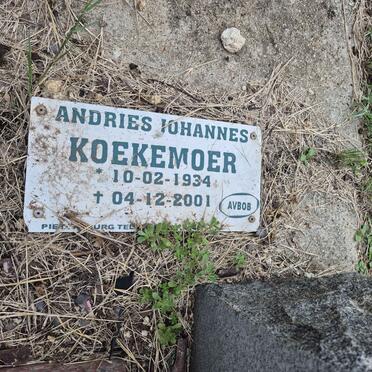 ANDRIES JOHANNES
KOEKEMOER
* 10-02-1934
† 04-12-2001
AVBOB